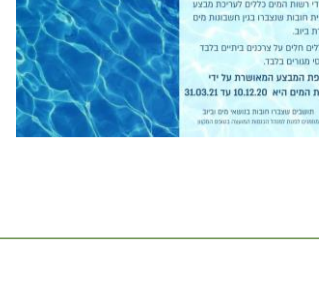 די רשות המים כללים לעריכת מבצע
ית חובות שנצברו בגין חשבונות מים
ת ביוב.
לים חלים על צרכנים ביתיים בלבד
סי מגורים בלבד.
פת המבצע המאושרת על ידי
ת המים היא 10.12.20 עד 31.03.21
תושבים שצברו חובות בנושאי מים וביוב